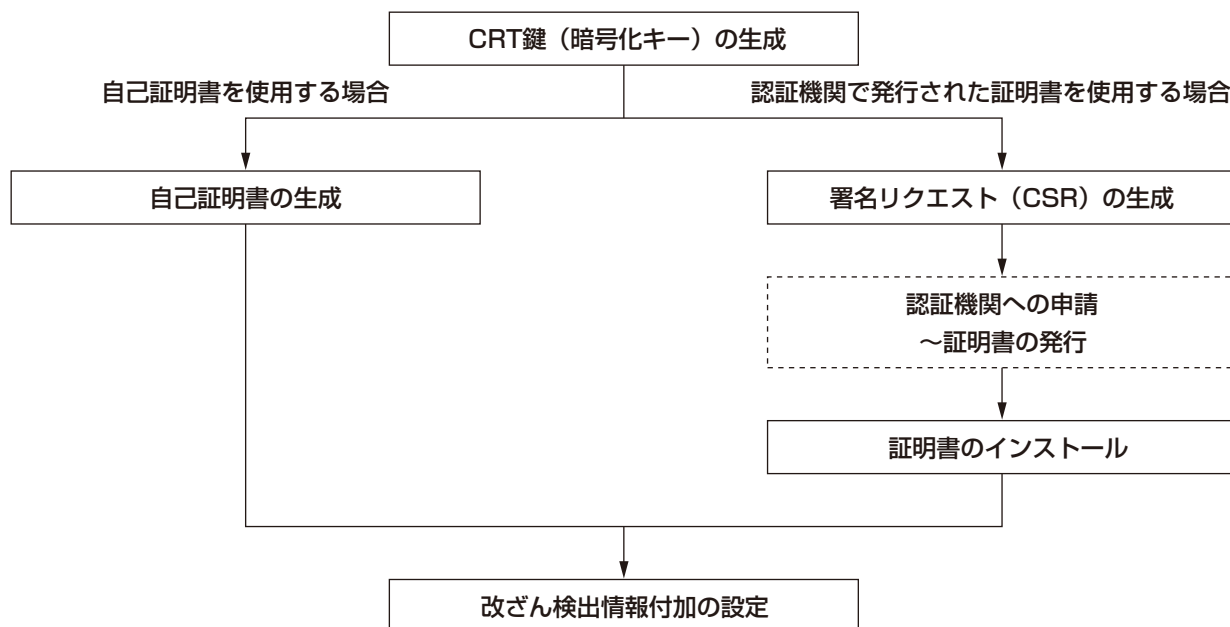 CRT鍵（暗号化キー）の生成
自己証明書を使用する場合
認証機関で発行された証明書を使用する場合
自己証明書の生成
署名リクエスト（CSR）の生成
認証機関への申請
～証明書の発行
証明書のインストール
改ざん検出情報付加の設定